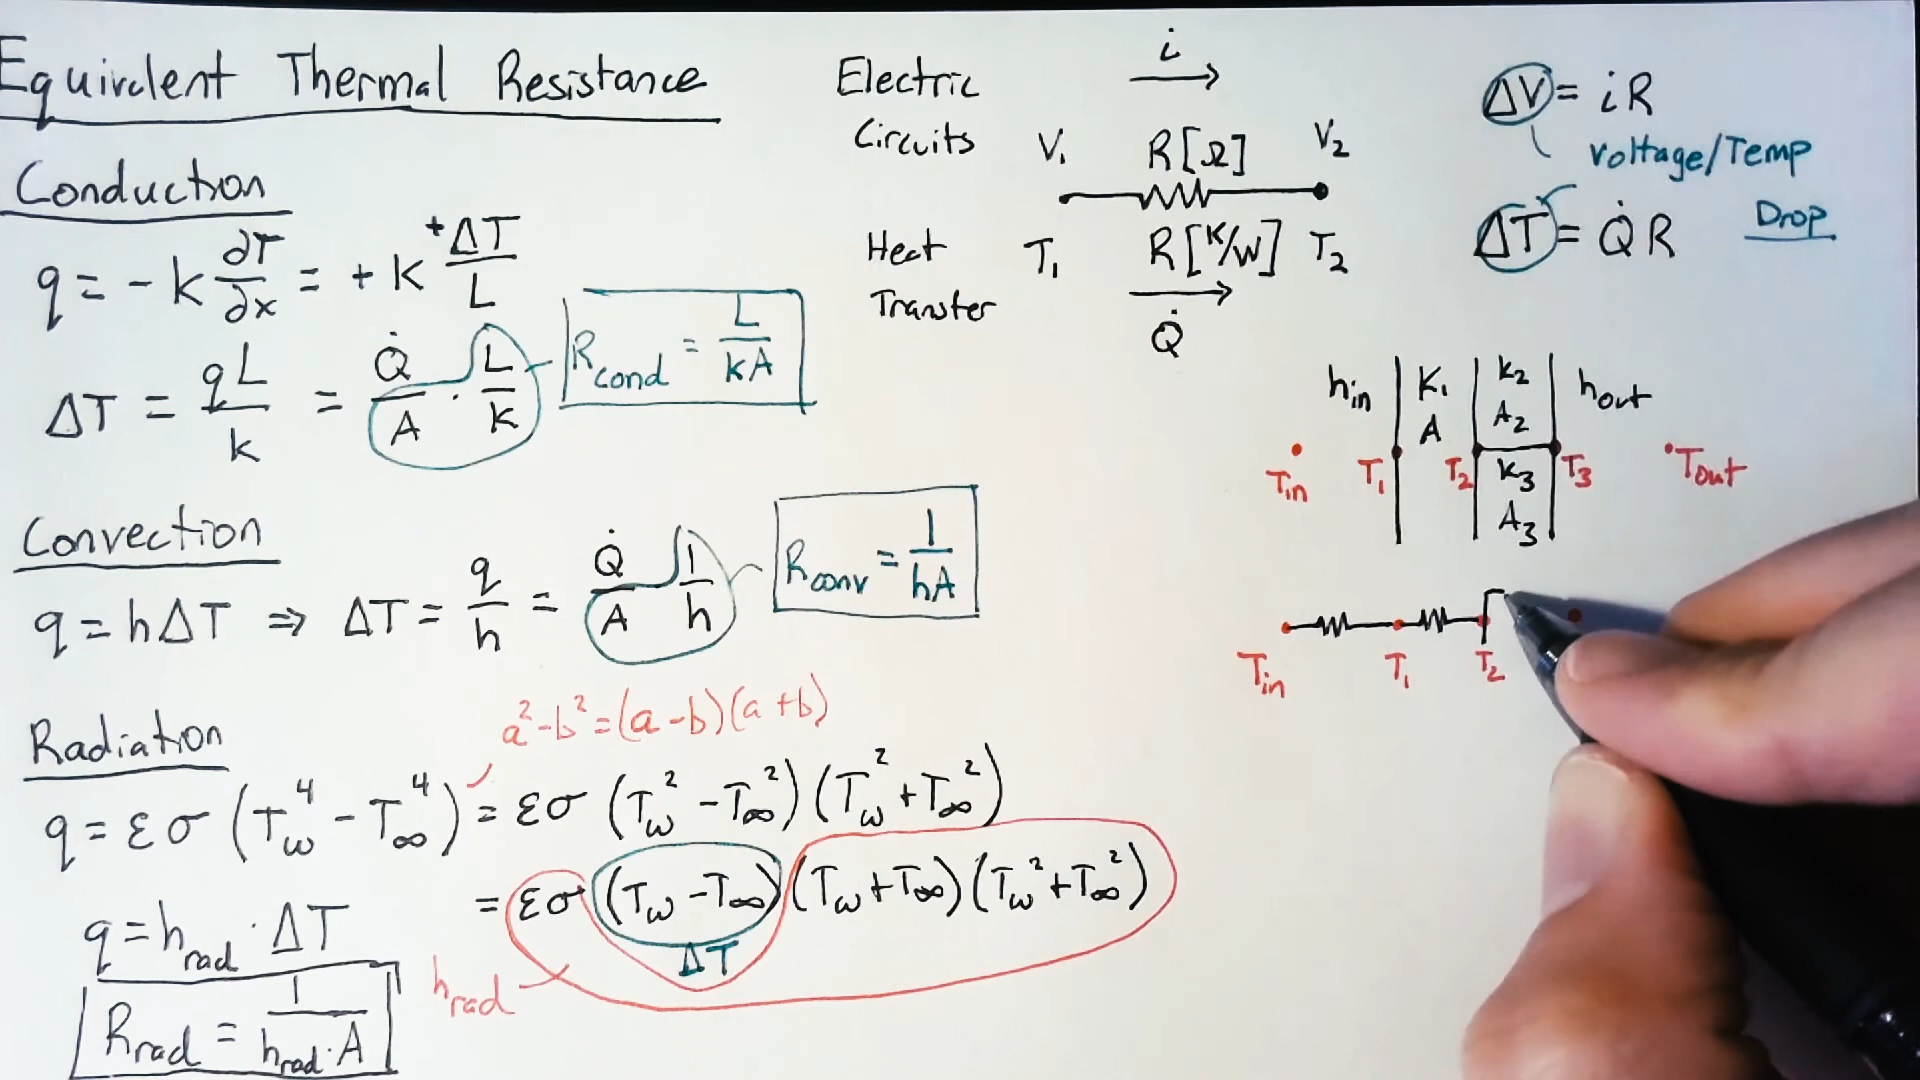 Equivalent Thermal Resistance
Conduction
q = - k ∂T/∂x = + k +ΔT/L
ΔT = qL/k = Q̇/A · L/k
R_cond = L/kA
Convection
q = hΔT ⇒ ΔT = q/h = Q̇/A 1/h
R_conv = 1/hA
Radiation
a² - b² = (a - b)(a + b)
q = εσ (T_w⁴ - T_∞⁴) = εσ (T_w² - T_∞²)(T_w² + T_∞²)
= εσ (T_w - T_∞)(T_w + T_∞)(T_w² + T_∞²)
ΔT
h_rad
q = h_rad · ΔT
R_rad = 1/h_rad · A
Electric
Circuits
i
V₁ R[Ω] V₂
Heat
Transfer
T₁ R[K/W] T₂
Q̇
ΔV = iR
Voltage/Temp
Drop
ΔT = Q̇R
h_in K₁ A K₂ A₂ h_out
T_in T₁ T₂ K₃ A₃ T₃ T_out
T_in T₁ T₂